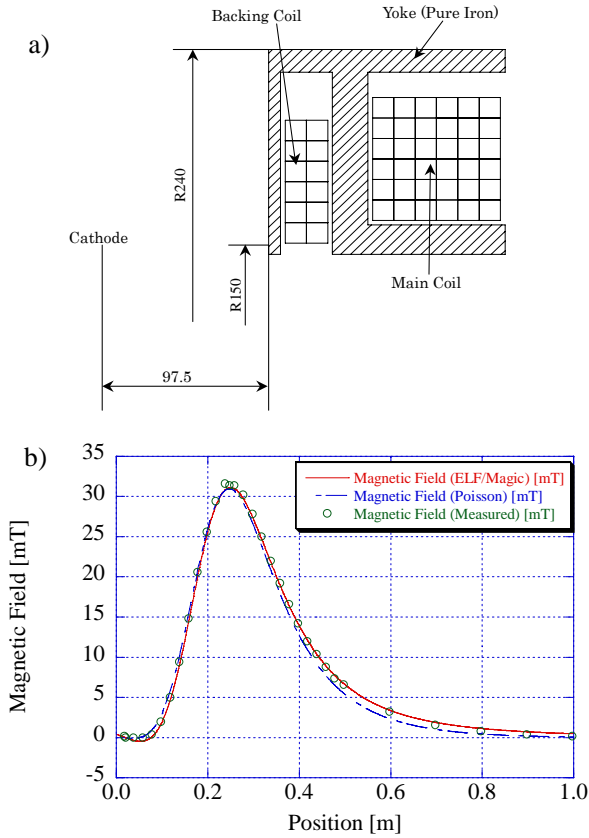 a)
Backing Coil
Yoke (Pure Iron)
R240
Cathode
R150
Main Coil
97.5
b)
Magnetic Field (ELF/Magic) [mT]
Magnetic Field (Poisson) [mT]
Magnetic Field (Measured) [mT]
Magnetic Field [mT]
35
30
25
20
15
10
5
0
-5
0.0 0.2 0.4 0.6 0.8 1.0
Position [m]